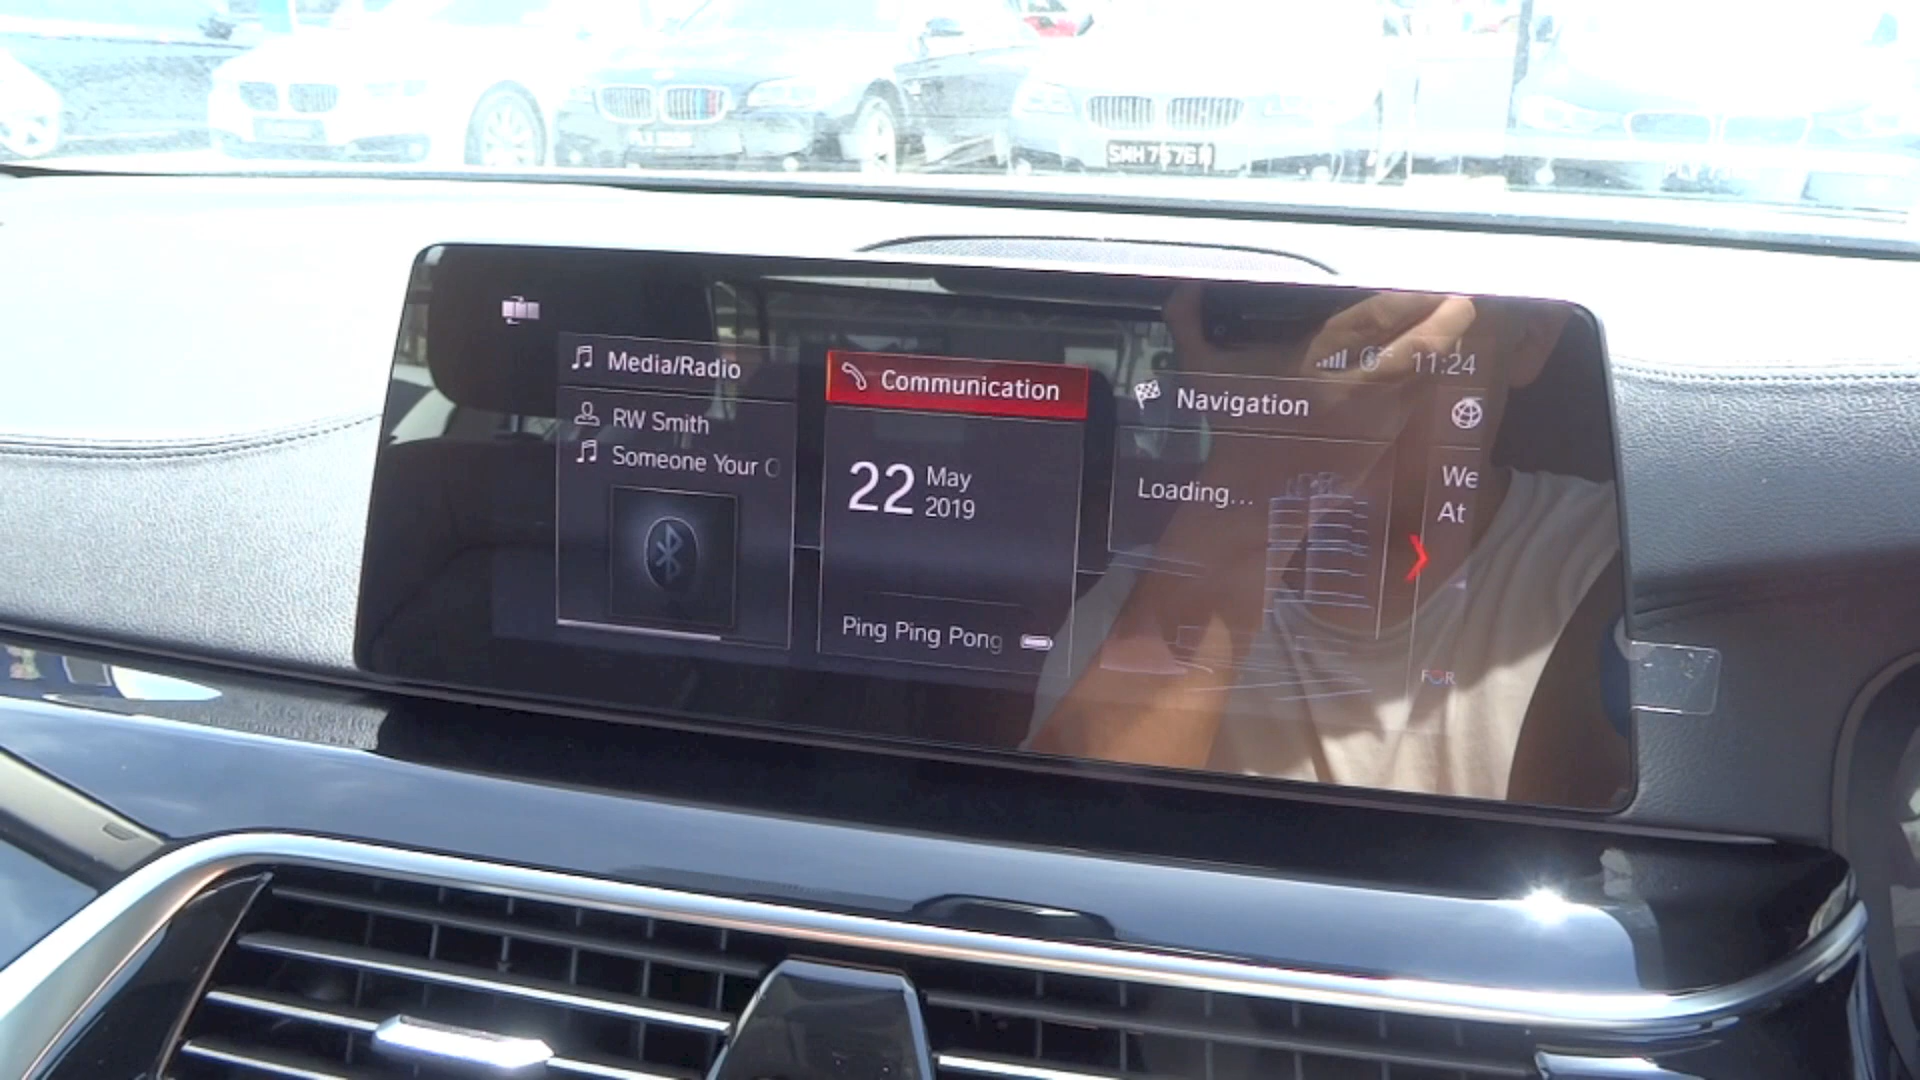 Media/Radio
RW Smith
Someone Your
Communication
22 May
2019
Ping Ping Pong
11:24
Navigation
Loading...
We
At
FOR